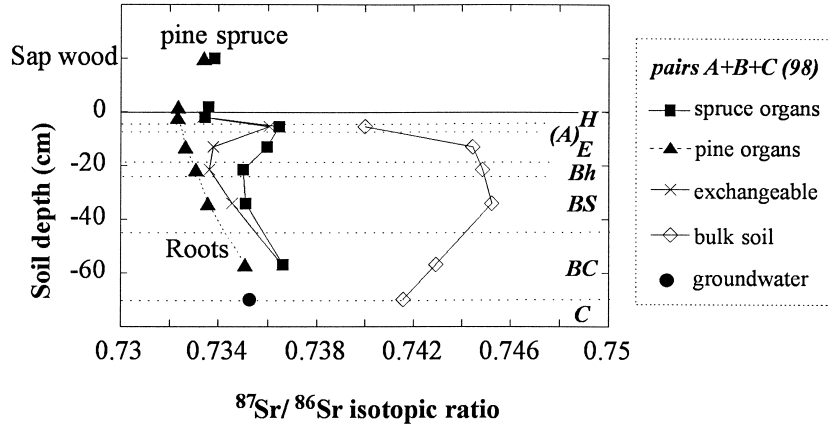 pine spruce
Sap wood
pairs A+B+C (98)
0
H
spruce organs
(A)
E
pine organs
-20
Bh
exchangeable
BS
-40
bulk soil
Roots
-60
BC
groundwater
C
Soil depth (cm)
0.73 0.734 0.738 0.742 0.746 0.75
⁸⁷Sr/ ⁸⁶Sr isotopic ratio